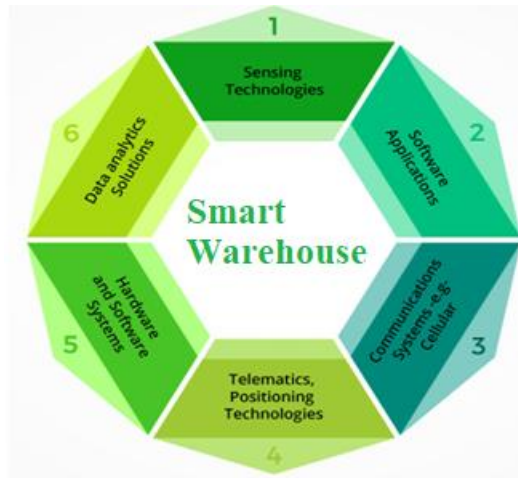 1
Sensing
Technologies
2
Software
Applications
3
Communications
Systems -e.g-
Cellular
4
Telematics,
Positioning
Technologies
5
Hardware
and Software
Systems
6
Data analytics
Solutions
Smart
Warehouse